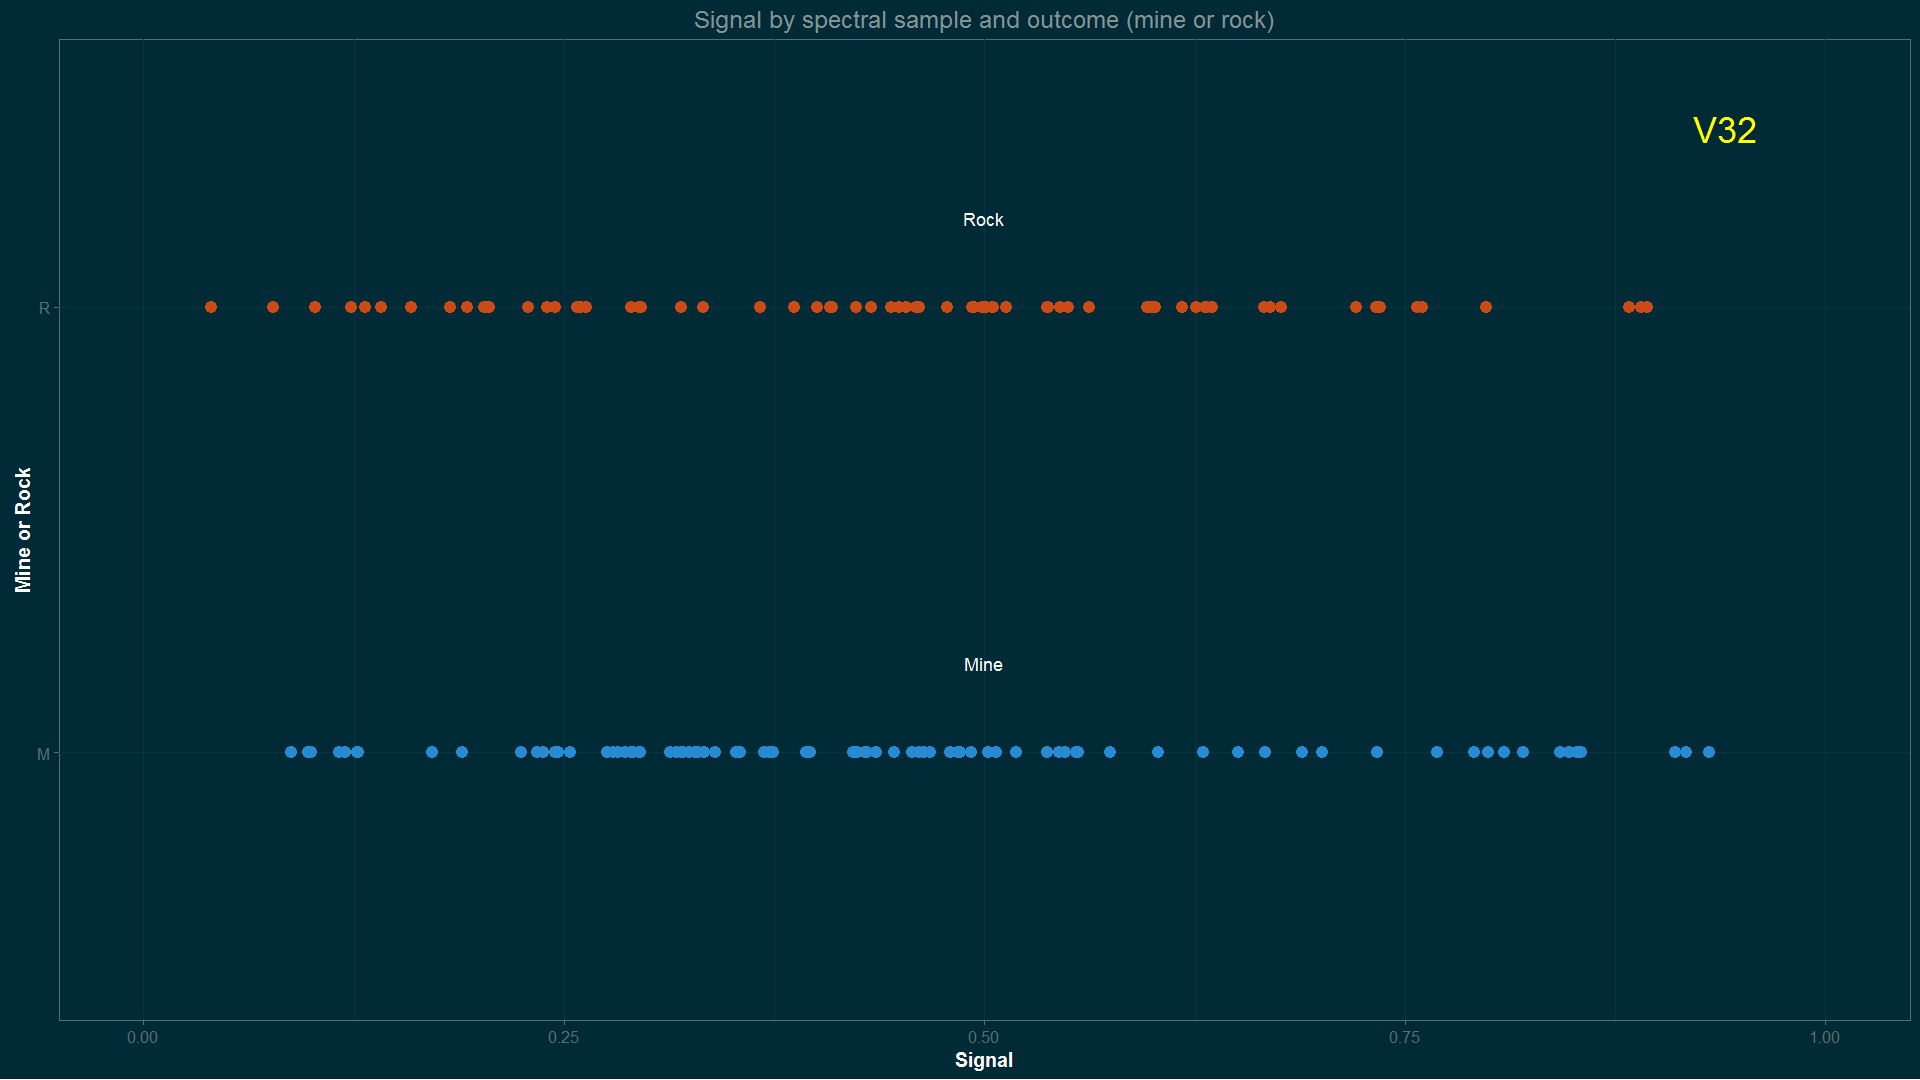 Signal by spectral sample and outcome (mine or rock)
V32
Rock
R
Mine or Rock
Mine
M
0.00 0.25 0.50 0.75 1.00
Signal